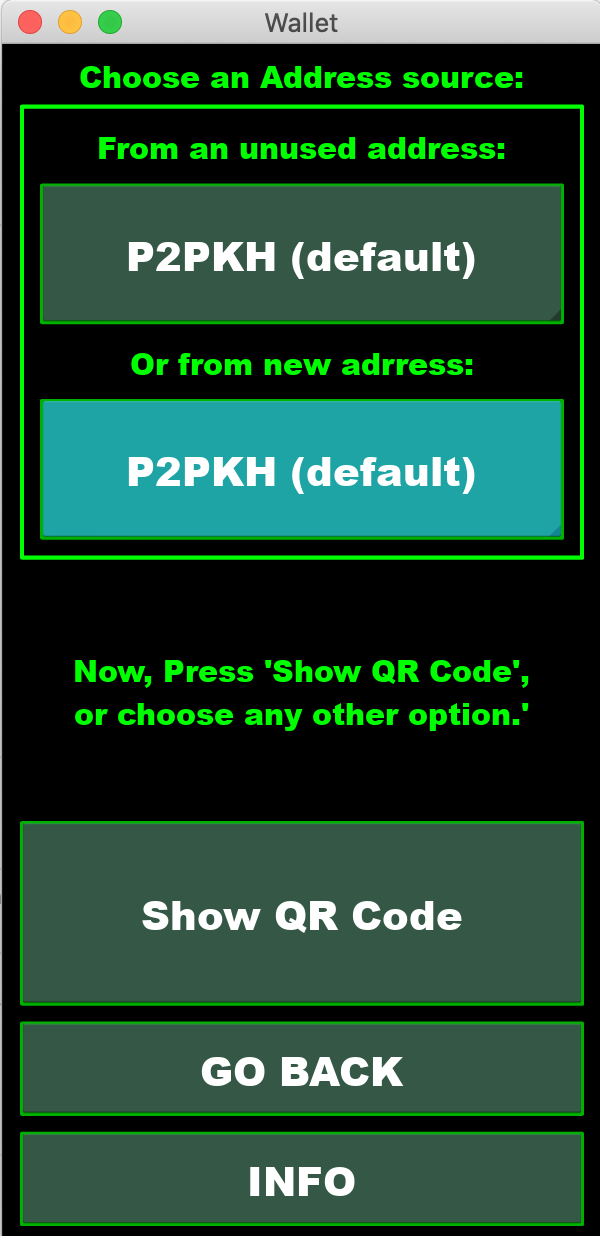 Wallet
Choose an Address source:
From an unused address:
P2PKH (default)
Or from new adrress:
P2PKH (default)
Now, Press 'Show QR Code',
or choose any other option.'
Show QR Code
GO BACK
INFO